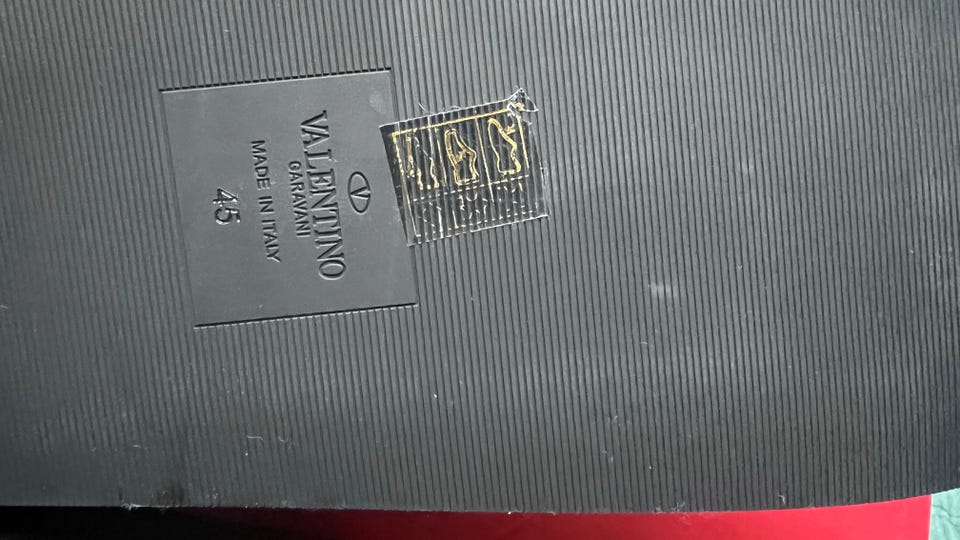 VALENTINO
GARAVANI
MADE IN ITALY
45